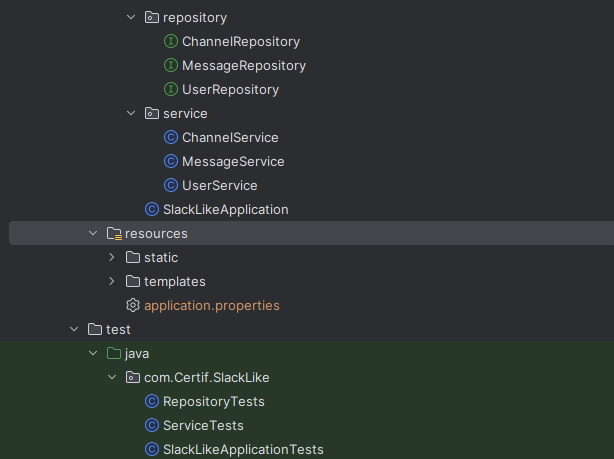 repository
ChannelRepository
MessageRepository
UserRepository
service
ChannelService
MessageService
UserService
SlackLikeApplication
resources
static
templates
application.properties
test
java
com.Certif.SlackLike
RepositoryTests
ServiceTests
SlackLikeApplicationTests